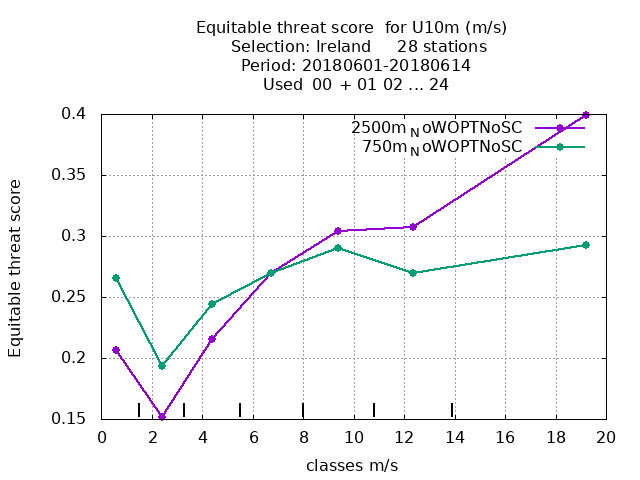 Equitable threat score for U10m (m/s)
Selection: Ireland 28 stations
Period: 20180601-20180614
Used 00 + 01 02 ... 24
2500m_NoWOPTNoSC
750m_NoWOPTNoSC
Equitable threat score
0.4
0.35
0.3
0.25
0.2
0.15
0 2 4 6 8 10 12 14 16 18 20
classes m/s